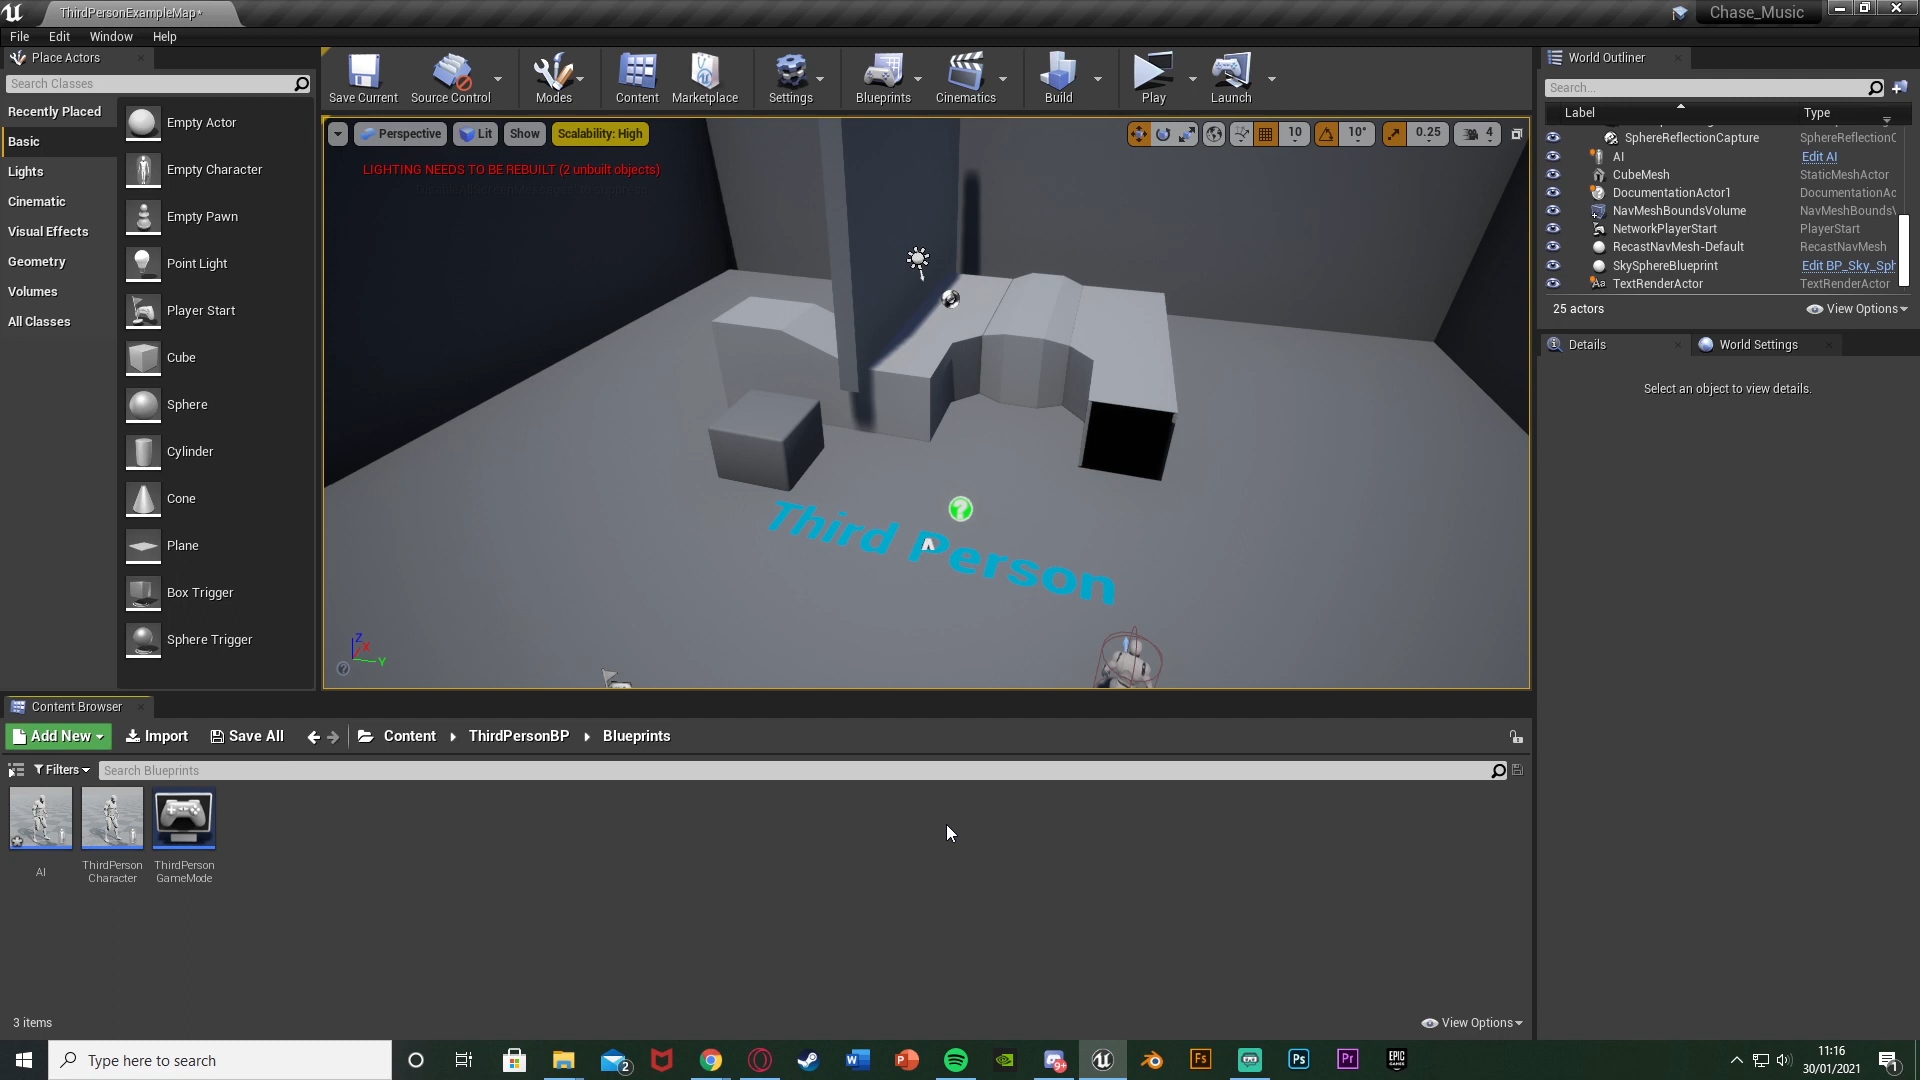 ThirdPersonExampleMap*
Chase_Music
File Edit Window Help
Place Actors
Search Classes
Recently Placed
Basic
Lights
Cinematic
Visual Effects
Geometry
Volumes
All Classes
Empty Actor
Empty Character
Empty Pawn
Point Light
Player Start
Cube
Sphere
Cylinder
Cone
Plane
Box Trigger
Sphere Trigger
Save Current Source Control Modes Content Marketplace Settings Blueprints Cinematics Build Play Launch
Perspective Lit Show Scalability: High
10 10° 0.25 4
LIGHTING NEEDS TO BE REBUILT (2 unbuilt objects)
Third Person
Z X Y
World Outliner
Search...
Label Type
SphereReflectionCapture SphereReflectionC
AI Edit AI
CubeMesh StaticMeshActor
DocumentationActor1 DocumentationAc
NavMeshBoundsVolume NavMeshBoundsV
NetworkPlayerStart PlayerStart
RecastNavMesh-Default RecastNavMesh
SkySphereBlueprint Edit BP_Sky_Sph
TextRenderActor TextRenderActor
25 actors View Options
Details World Settings
Select an object to view details.
Content Browser
Add New Import Save All Content ThirdPersonBP Blueprints
Filters Search Blueprints
AI
ThirdPerson
Character
ThirdPerson
GameMode
3 items View Options
Type here to search
11:16
30/01/2021